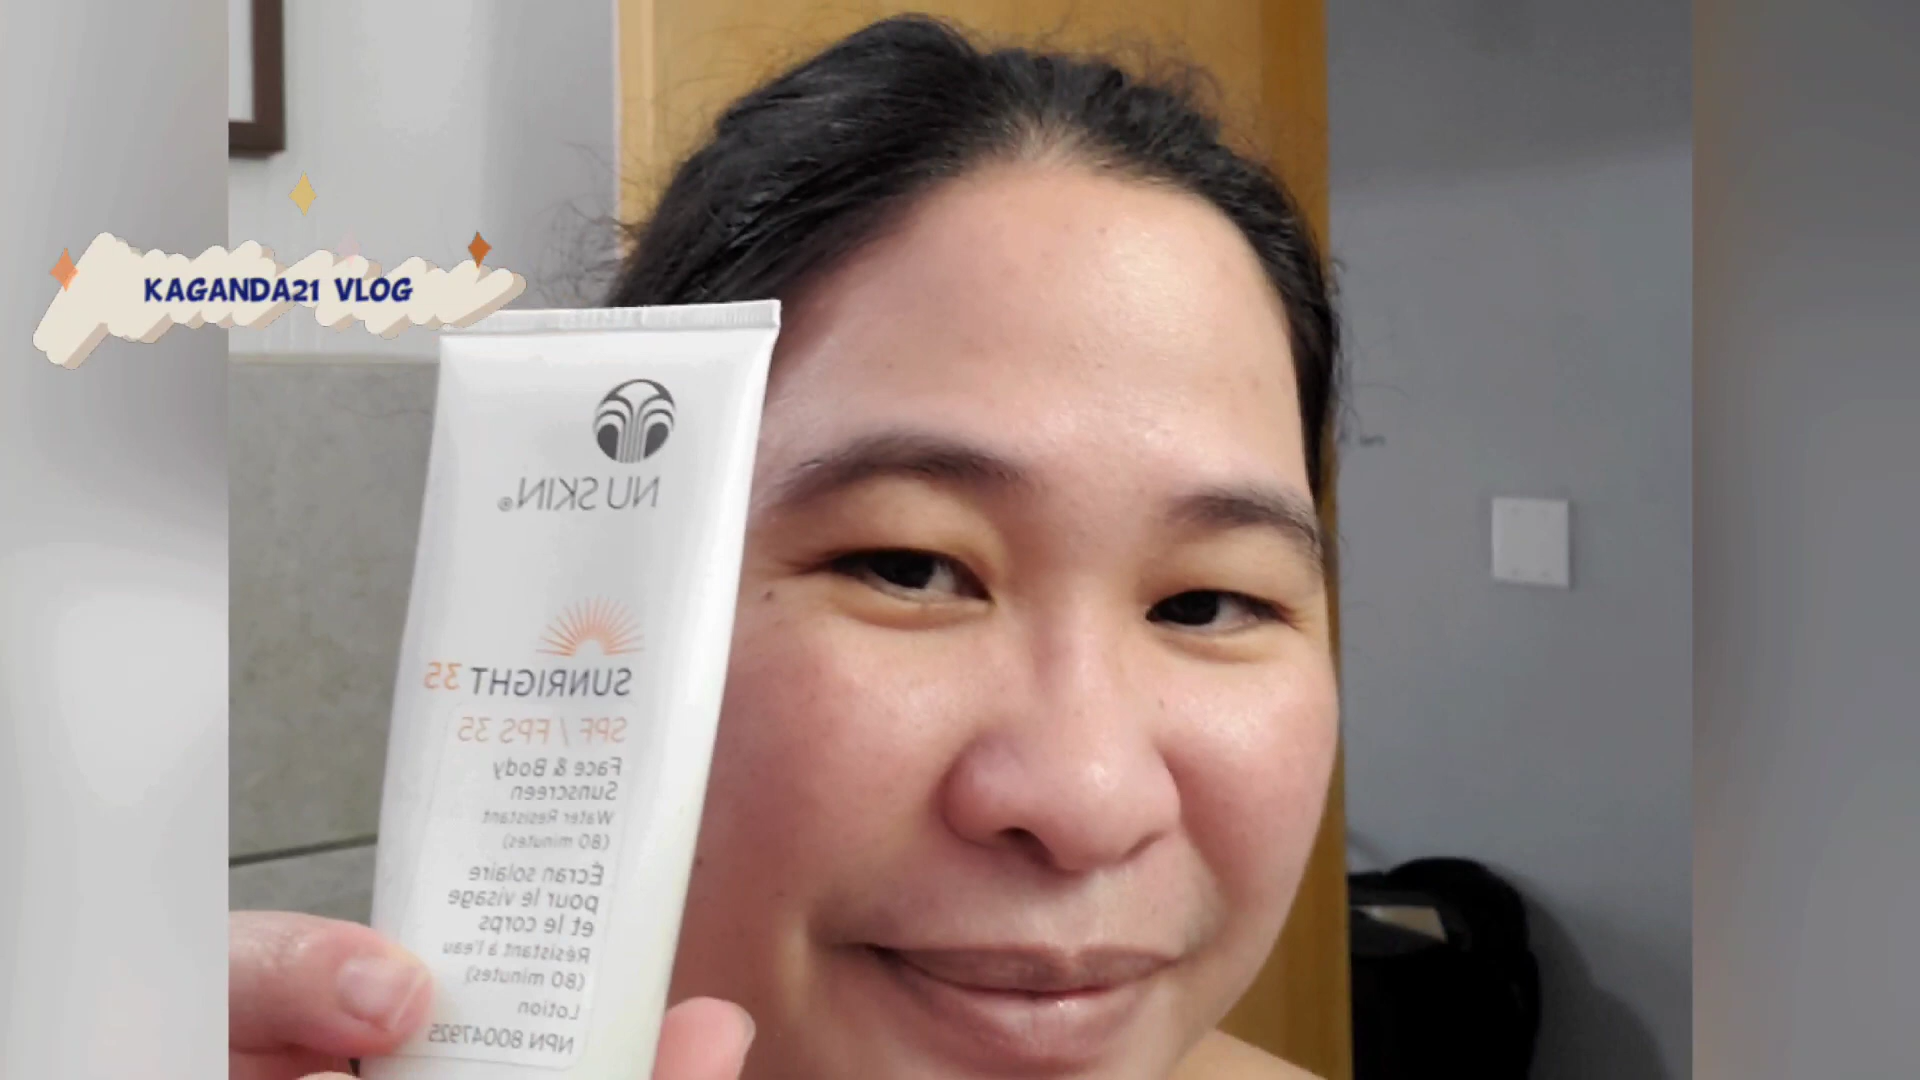 KAGANDA21 VLOG
NU SKIN®
SUNRIGHT 35
SPF / FPS 35
Face & Body
Sunscreen
Water Resistant
(80 minutes)
Écran solaire
pour le visage
et le corps
Résistant à l'eau
(80 minutes)
Lotion
NPN 80047925